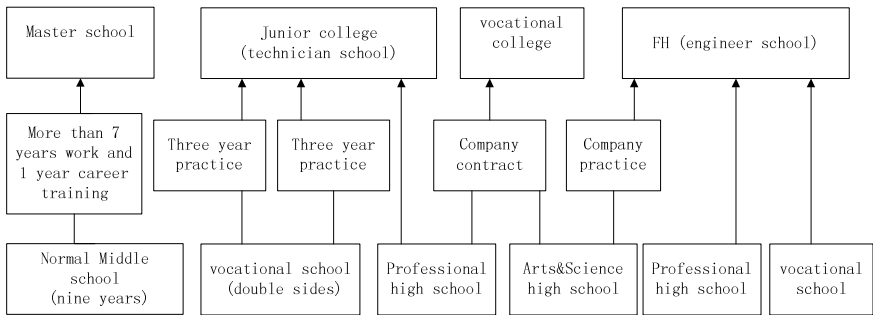 Master school
Junior college
(technician school)
vocational
college
FH (engineer school)
More than 7
years work and
1 year career
training
Three year
practice
Three year
practice
Company
contract
Company
practice
Normal Middle
school
(nine years)
vocational school
(double sides)
Professional
high school
Arts&Science
high school
Professional
high school
vocational
school